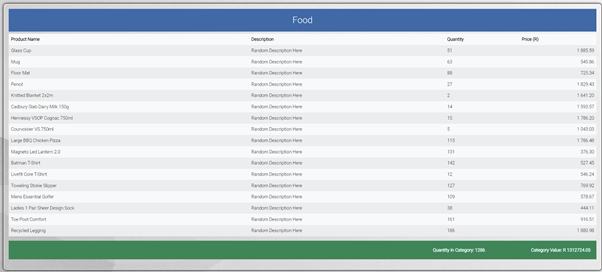 Food
Product Name Description Quantity Price (R)
Glass Cup Random Description Here 51 1 885.59
Mug Random Description Here 63 545.86
Floor Mat Random Description Here 88 725.34
Pencil Random Description Here 27 1 829.43
Knitted Blanket 2x2m Random Description Here 2 1 641.20
Cadbury Slab Dairy Milk 150g Random Description Here 14 1 593.57
Hennessy VSOP Cognac 750ml Random Description Here 15 1 786.20
Courvoisier VS 750ml Random Description Here 5 1 043.03
Large BBQ Chicken Pizza Random Description Here 113 1 786.48
Magneto Led Lantern 2.0 Random Description Here 131 376.30
Batman T-Shirt Random Description Here 142 527.45
Livefit Core T-Shirt Random Description Here 12 546.24
Toweling Stokie Slipper Random Description Here 127 769.92
Mens Essential Golfer Random Description Here 109 578.67
Ladies 1 Pair Sheer Design Sock Random Description Here 38 444.11
Toe Post Comfort Random Description Here 161 916.51
Recycled Legging Random Description Here 186 1 880.98
Quantity in Category: 1286 Category Value: R 1312724.05